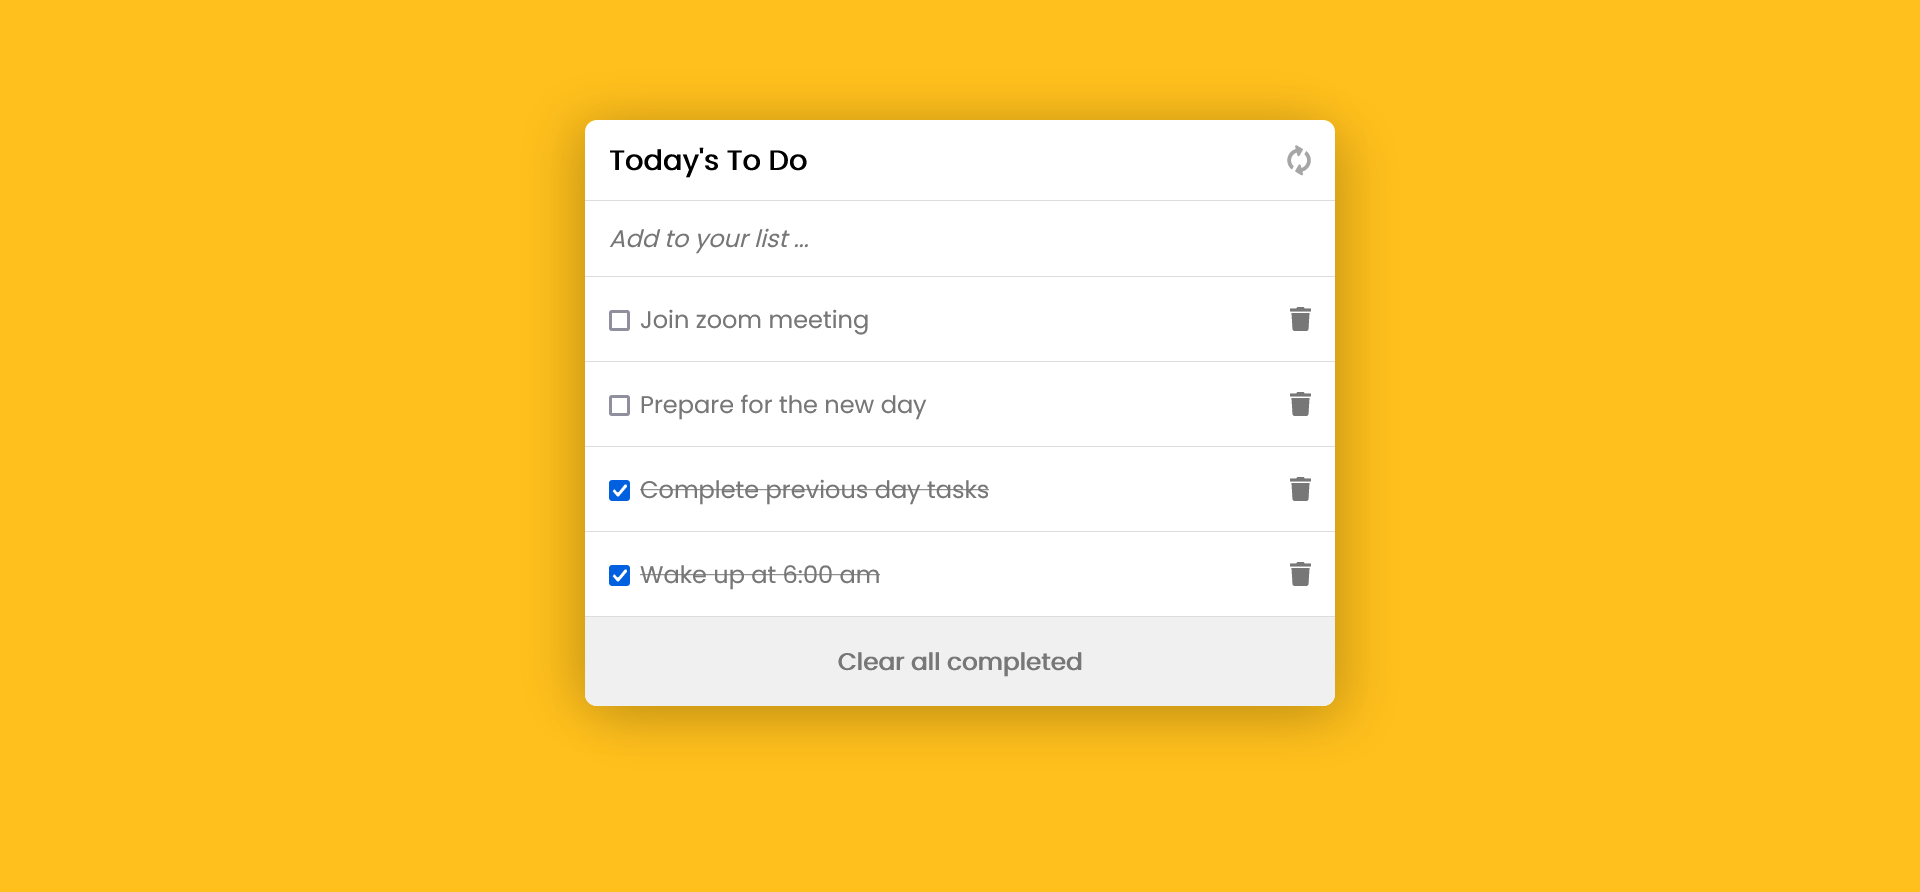 Today's To Do
Add to your list ...
Join zoom meeting
Prepare for the new day
Complete previous day tasks
Wake up at 6:00 am
Clear all completed